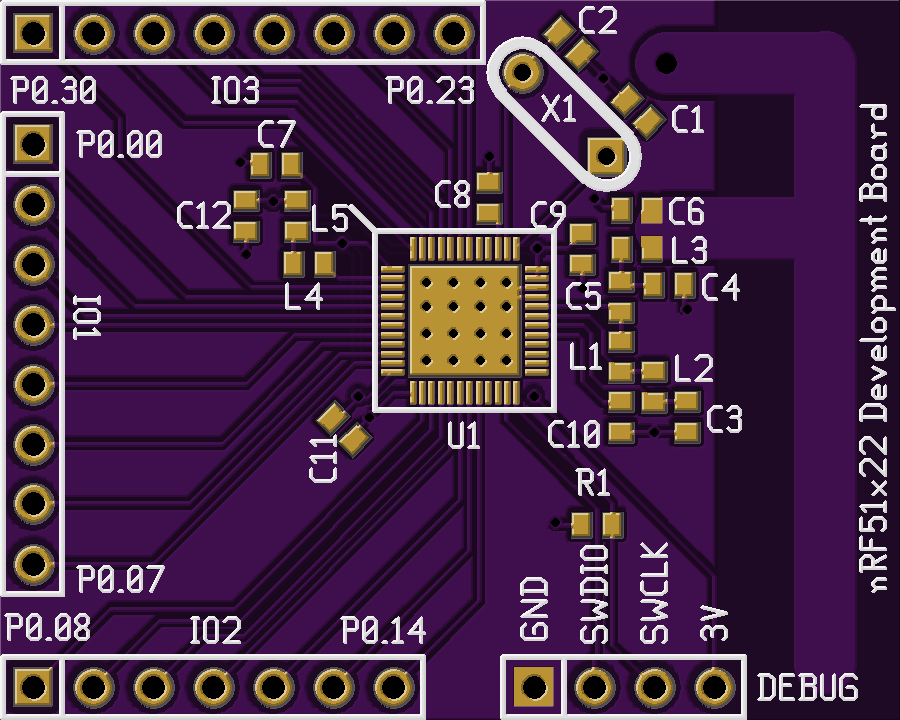 C2
P0.30 IO3 P0.23
X1
C1
P0.00
C7
C8
C12 L5 C9 C6
L3
L4 C5 C4
IO1
L1 L2
C11 U1 C10 C3
R1
nRF51x22 Development Board
P0.07
GND SWDIO SWCLK 3V
P0.08 IO2 P0.14
DEBUG